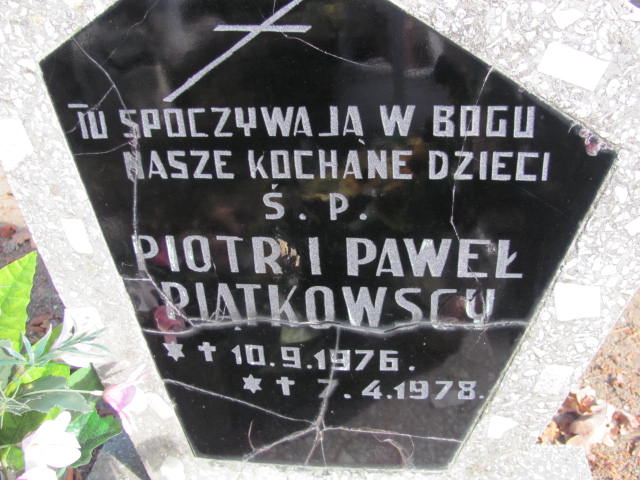 TU SPOCZYWAJĄ W BOGU
NASZE KOCHANE DZIECI
Ś. P.
PIOTR I PAWEŁ
PIĄTKOWSCY
10.9.1976.
7.4.1978.